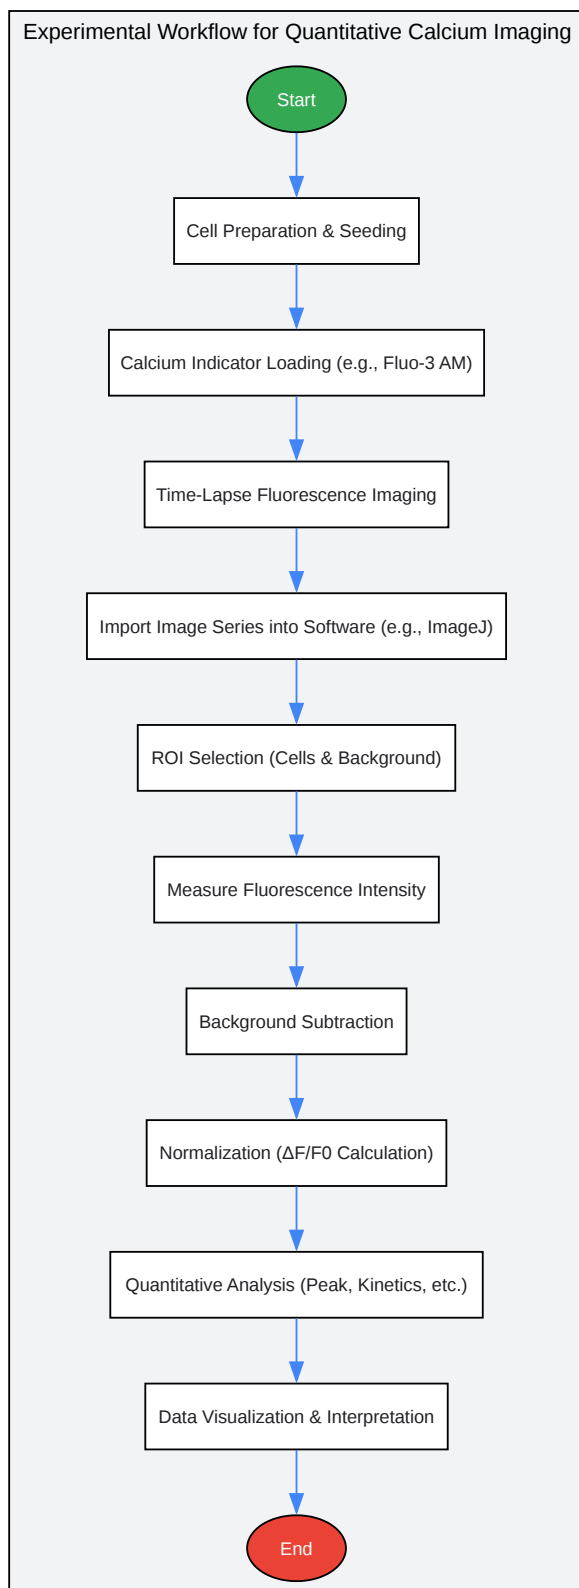 Experimental Workflow for Quantitative Calcium Imaging
Start
Cell Preparation & Seeding
Calcium Indicator Loading (e.g., Fluo-3 AM)
Time-Lapse Fluorescence Imaging
Import Image Series into Software (e.g., ImageJ)
ROI Selection (Cells & Background)
Measure Fluorescence Intensity
Background Subtraction
Normalization (ΔF/F0 Calculation)
Quantitative Analysis (Peak, Kinetics, etc.)
Data Visualization & Interpretation
End